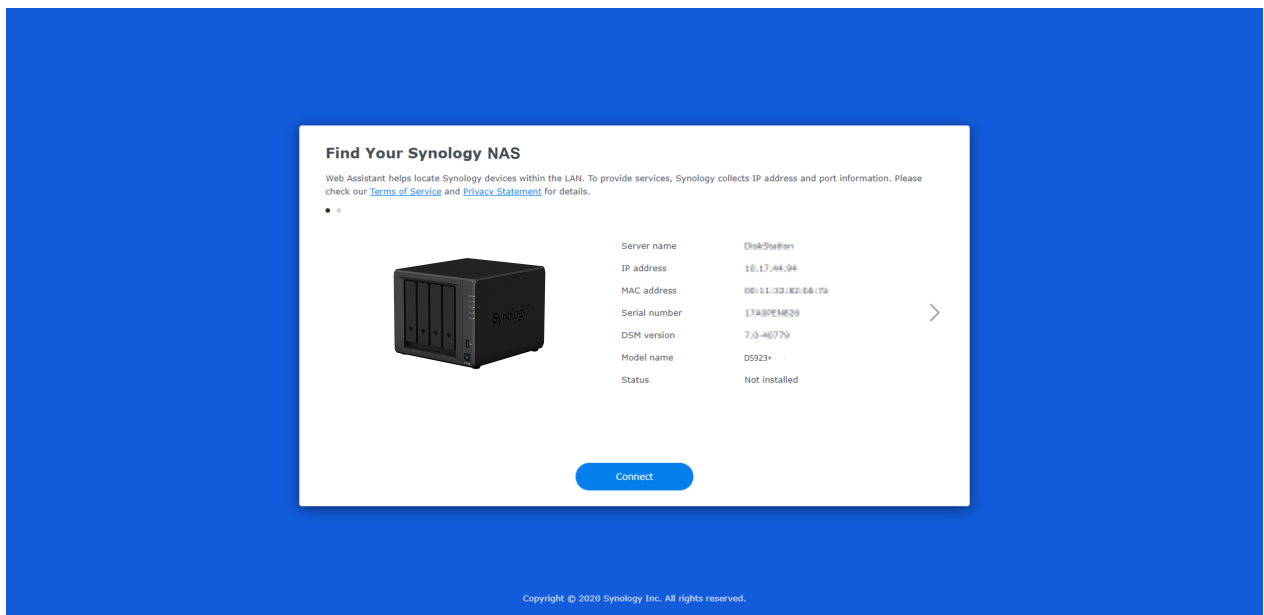 Find Your Synology NAS
Web Assistant helps locate Synology devices within the LAN. To provide services, Synology collects IP address and port information. Please
check our Terms of Service and Privacy Statement for details.
Synology
Server name DiskStation
IP address
MAC address
Serial number
DSM version
Model name DS923+
Status Not installed
Connect
Copyright © 2020 Synology Inc. All rights reserved.